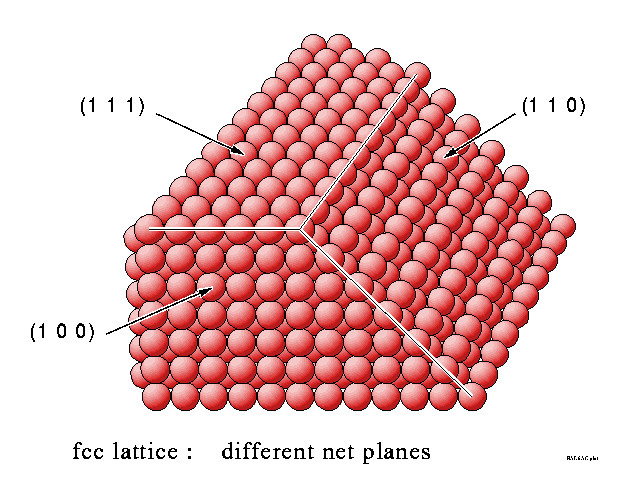 (1 1 1)
(1 1 0)
(1 0 0)
fcc lattice : different net planes